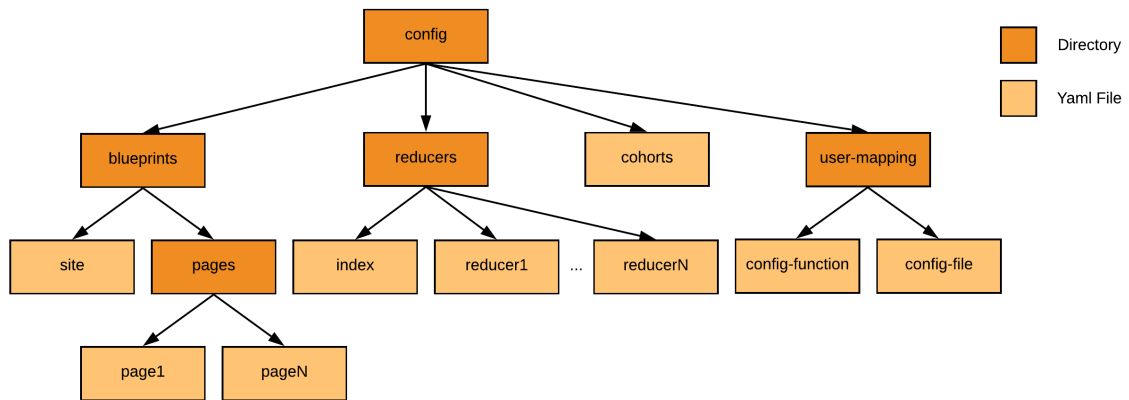 config
Directory
Yaml File
blueprints
reducers
cohorts
user-mapping
site
pages
index
reducer1
...
reducerN
config-function
config-file
page1
pageN